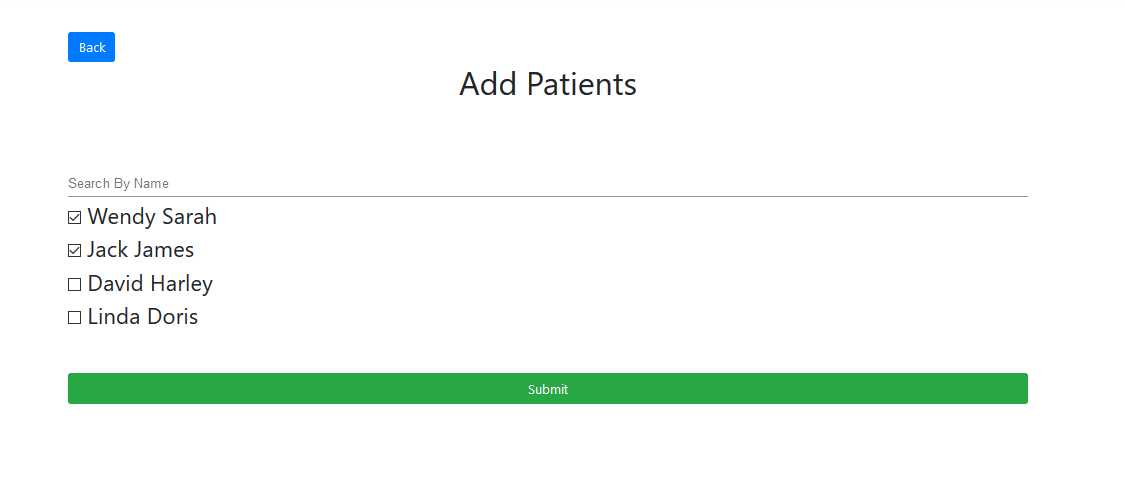 Back
Add Patients
Search By Name
Wendy Sarah
Jack James
David Harley
Linda Doris
Submit